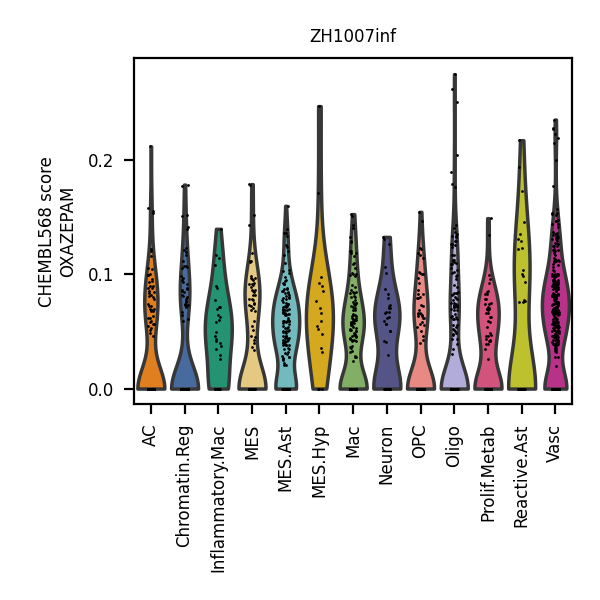 ZH1007inf
CHEMBL568 score
OXAZEPAM
0.2
0.1
0.0
AC
Chromatin.Reg
Inflammatory.Mac
MES
MES.Ast
MES.Hyp
Mac
Neuron
OPC
Oligo
Prolif.Metab
Reactive.Ast
Vasc